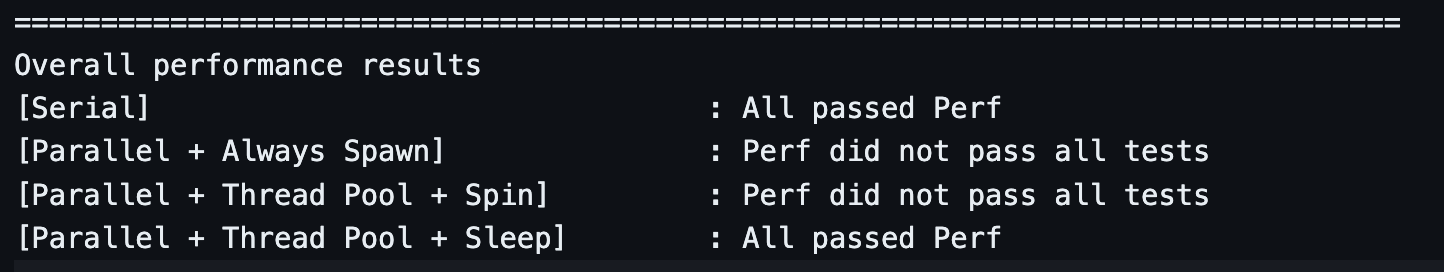 ================================================================================
Overall performance results
[Serial]                                : All passed Perf
[Parallel + Always Spawn]               : Perf did not pass all tests
[Parallel + Thread Pool + Spin]         : Perf did not pass all tests
[Parallel + Thread Pool + Sleep]        : All passed Perf